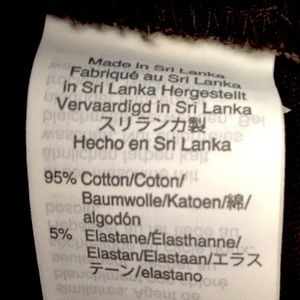 Made in Sri Lanka
Fabriqué au Sri Lanka
in Sri Lanka Hergestellt
Vervaardigd in Sri Lanka
スリランカ製
Hecho en Sri Lanka
95% Cotton/Coton/
Baumwolle/Katoen/綿/
algodón
5% Elastane/Élasthanne/
Elastan/Elastaan/エラス
テーン/elastano